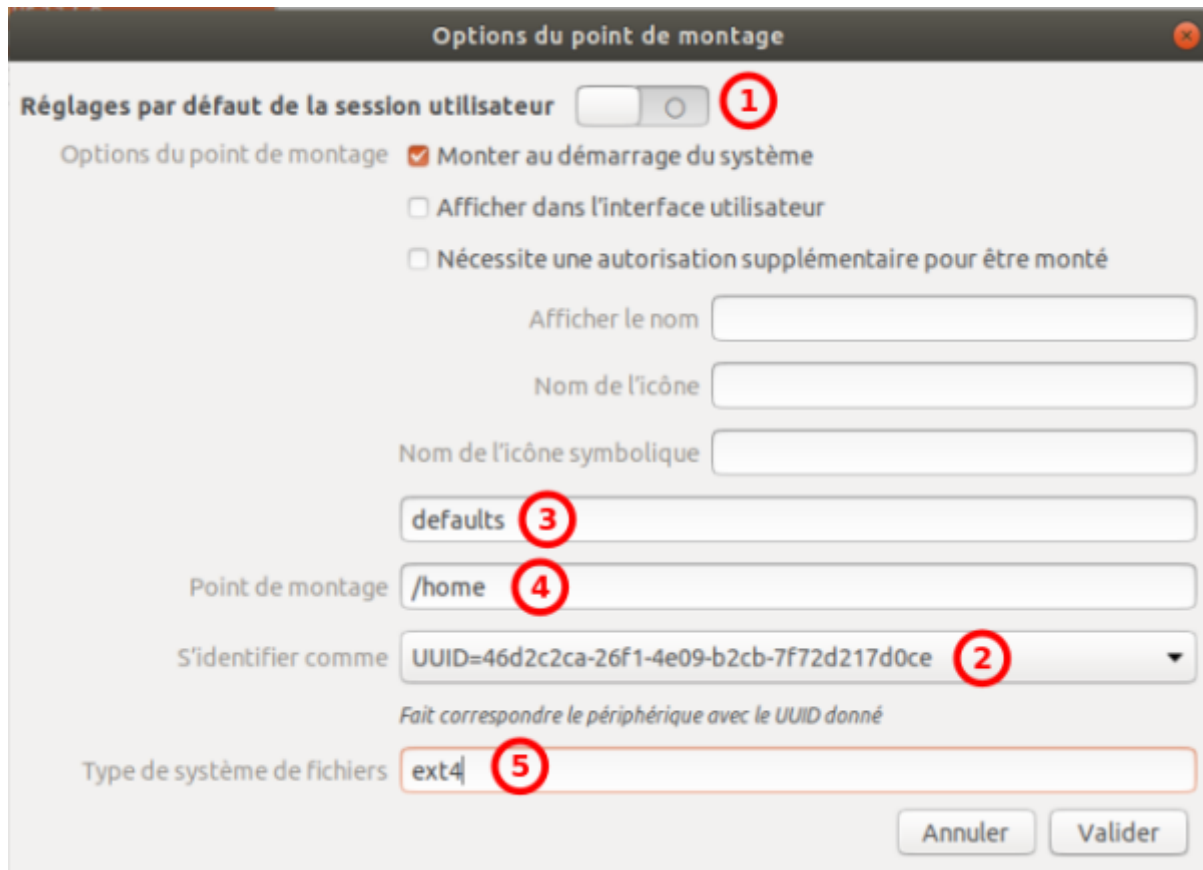 Options du point de montage
Réglages par défaut de la session utilisateur 1
Options du point de montage Monter au démarrage du système
Afficher dans l'interface utilisateur
Nécessite une autorisation supplémentaire pour être monté
Afficher le nom
Nom de l'icône
Nom de l'icône symbolique
defaults 3
Point de montage /home 4
S'identifier comme UUID=46d2c2ca-26f1-4e09-b2cb-7f72d217d0ce 2
Fait correspondre le périphérique avec le UUID donné
Type de système de fichiers ext4 5
Annuler Valider